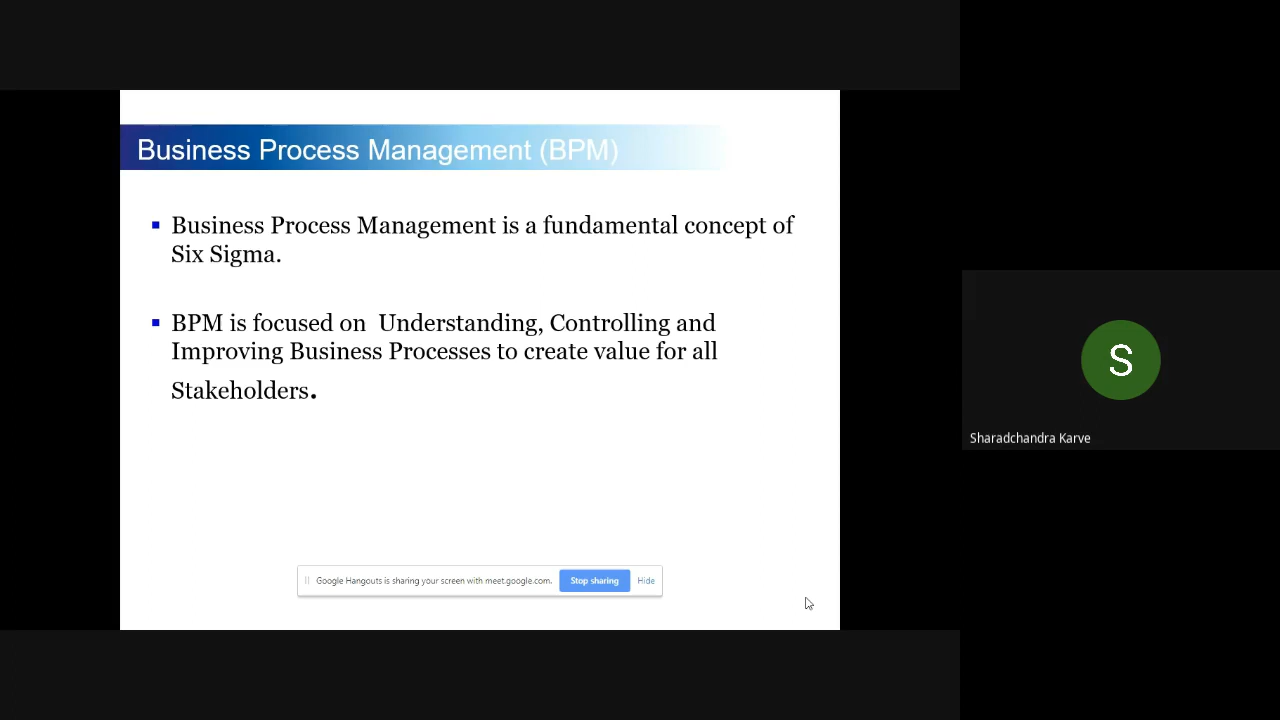 Business Process Management (BPM)
Business Process Management is a fundamental concept of
Six Sigma.
BPM is focused on Understanding, Controlling and
Improving Business Processes to create value for all
Stakeholders.
S
Sharadchandra Karve
Google Hangouts is sharing your screen with meet.google.com. Stop sharing Hide